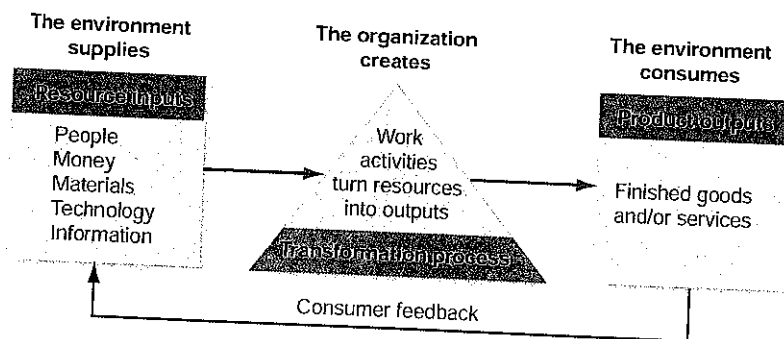 The environment
supplies
Resource inputs
People
Money
Materials
Technology
Information
The organization
creates
Work
activities
turn resources
into outputs
Transformation process
The environment
consumes
Product outputs
Finished goods
and/or services
Consumer feedback